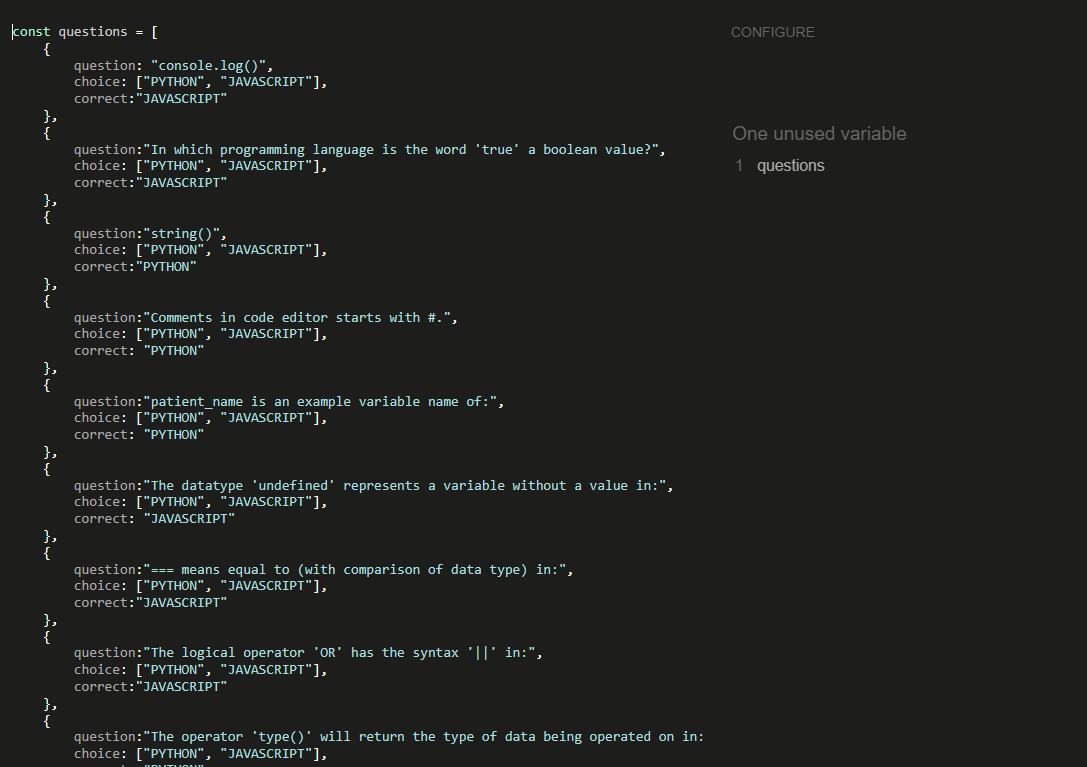 const questions = [
    {
        question: "console.log()",
        choice: ["PYTHON", "JAVASCRIPT"],
        correct:"JAVASCRIPT"
    },
    {
        question:"In which programming language is the word 'true' a boolean value?",
        choice: ["PYTHON", "JAVASCRIPT"],
        correct:"JAVASCRIPT"
    },
    {
        question:"string()",
        choice: ["PYTHON", "JAVASCRIPT"],
        correct:"PYTHON"
    },
    {
        question:"Comments in code editor starts with #.",
        choice: ["PYTHON", "JAVASCRIPT"],
        correct: "PYTHON"
    },
    {
        question:"patient_name is an example variable name of:",
        choice: ["PYTHON", "JAVASCRIPT"],
        correct: "PYTHON"
    },
    {
        question:"The datatype 'undefined' represents a variable without a value in:",
        choice: ["PYTHON", "JAVASCRIPT"],
        correct: "JAVASCRIPT"
    },
    {
        question:"=== means equal to (with comparison of data type) in:",
        choice: ["PYTHON", "JAVASCRIPT"],
        correct:"JAVASCRIPT"
    },
    {
        question:"The logical operator 'OR' has the syntax '||' in:",
        choice: ["PYTHON", "JAVASCRIPT"],
        correct:"JAVASCRIPT"
    },
    {
        question:"The operator 'type()' will return the type of data being operated on in:
        choice: ["PYTHON", "JAVASCRIPT"],
CONFIGURE
One unused variable
1 questions